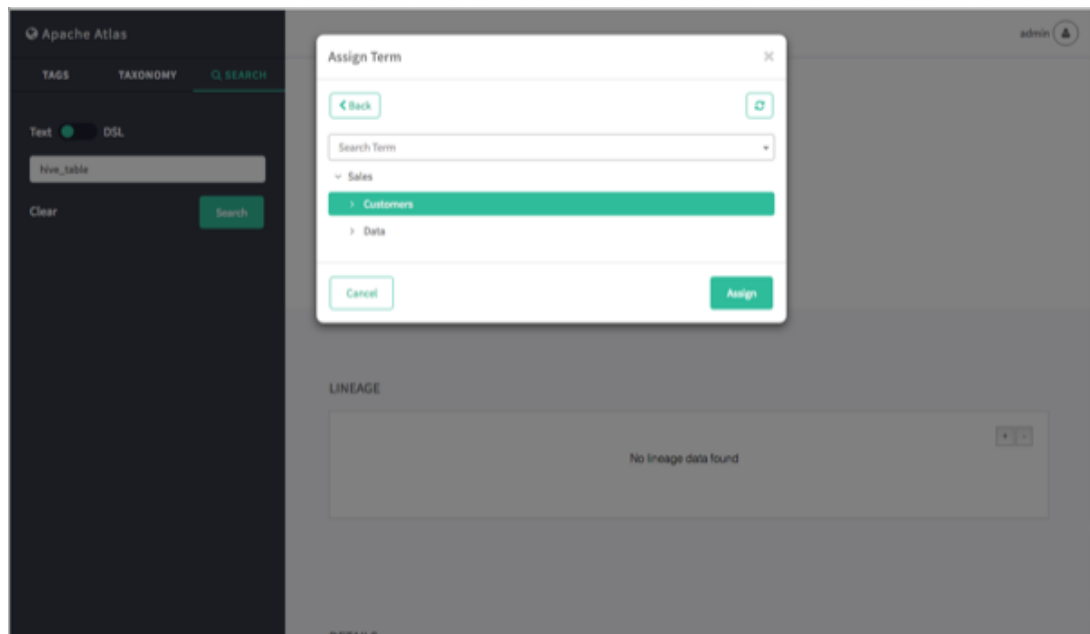 Apache Atlas
admin
TAGS TAXONOMY SEARCH
Text DSL
hive_table
Clear Search
Assign Term
×
Back
Search Term
Sales
Customers
Data
Cancel Assign
LINEAGE
+ -
No lineage data found
DETAILS